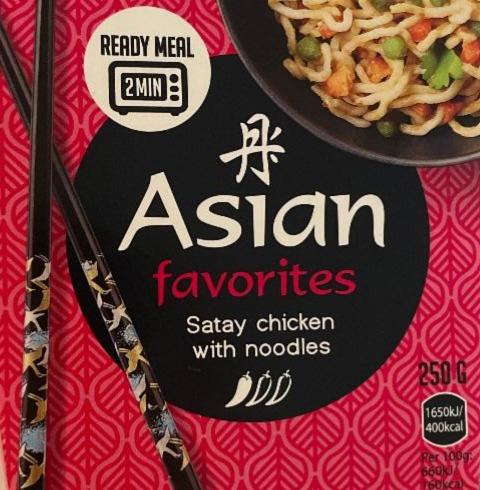 READY MEAL
2 MIN
丹
Asian
favorites
Satay chicken
with noodles
250 G
1650kJ/
400kcal
Per 100g:
660kJ/
160kcal